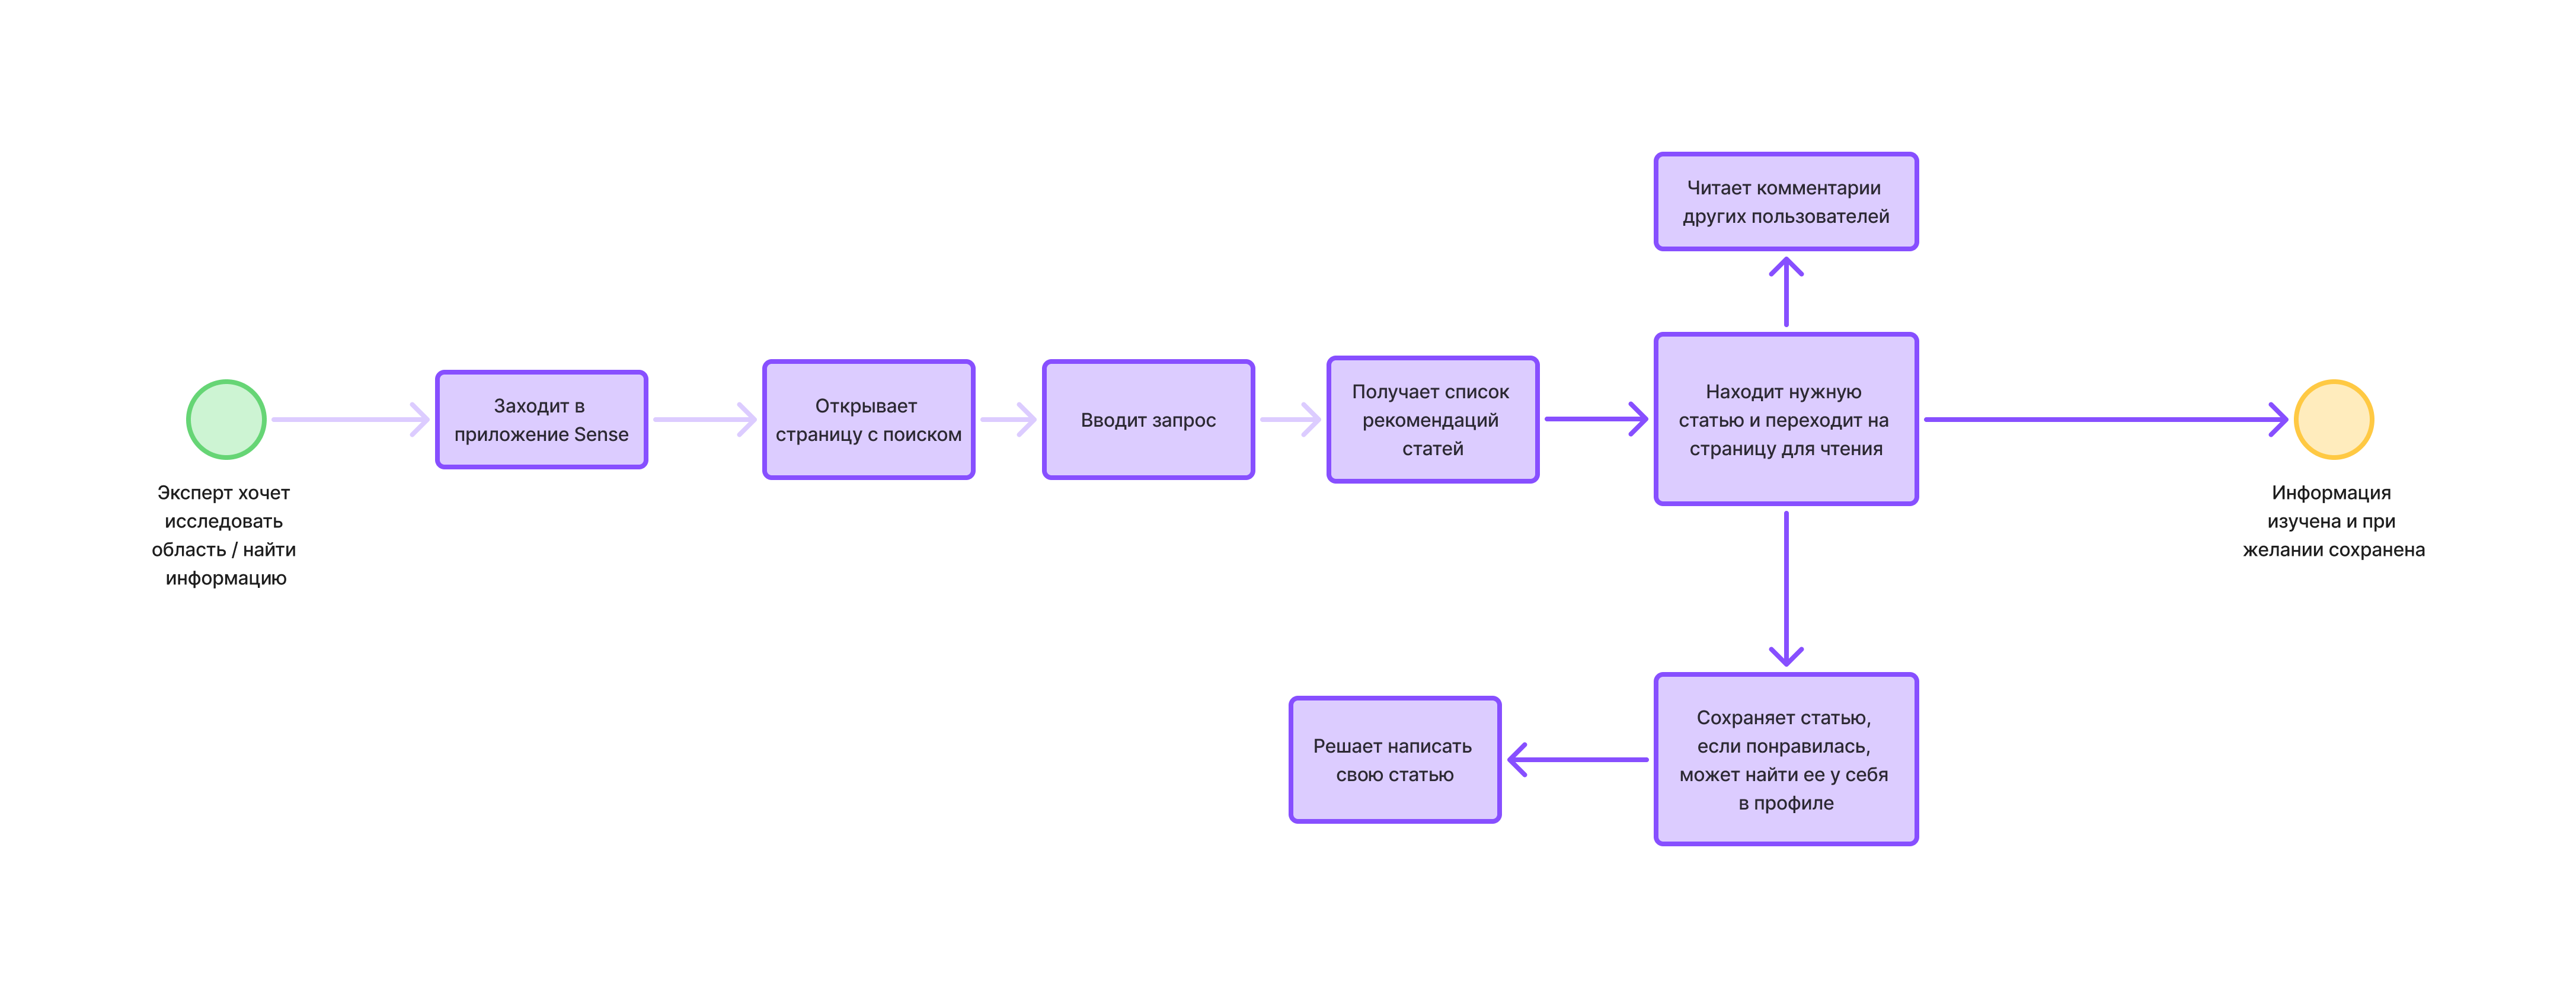 Читает комментарии
других пользователей
Эксперт хочет
исследовать
область / найти
информацию
Заходит в
приложение Sense
Открывает
страницу с поиском
Вводит запрос
Получает список
рекомендаций
статей
Находит нужную
статью и переходит на
страницу для чтения
Информация
изучена и при
желании сохранена
Решает написать
свою статью
Сохраняет статью,
если понравилась,
может найти ее у себя
в профиле